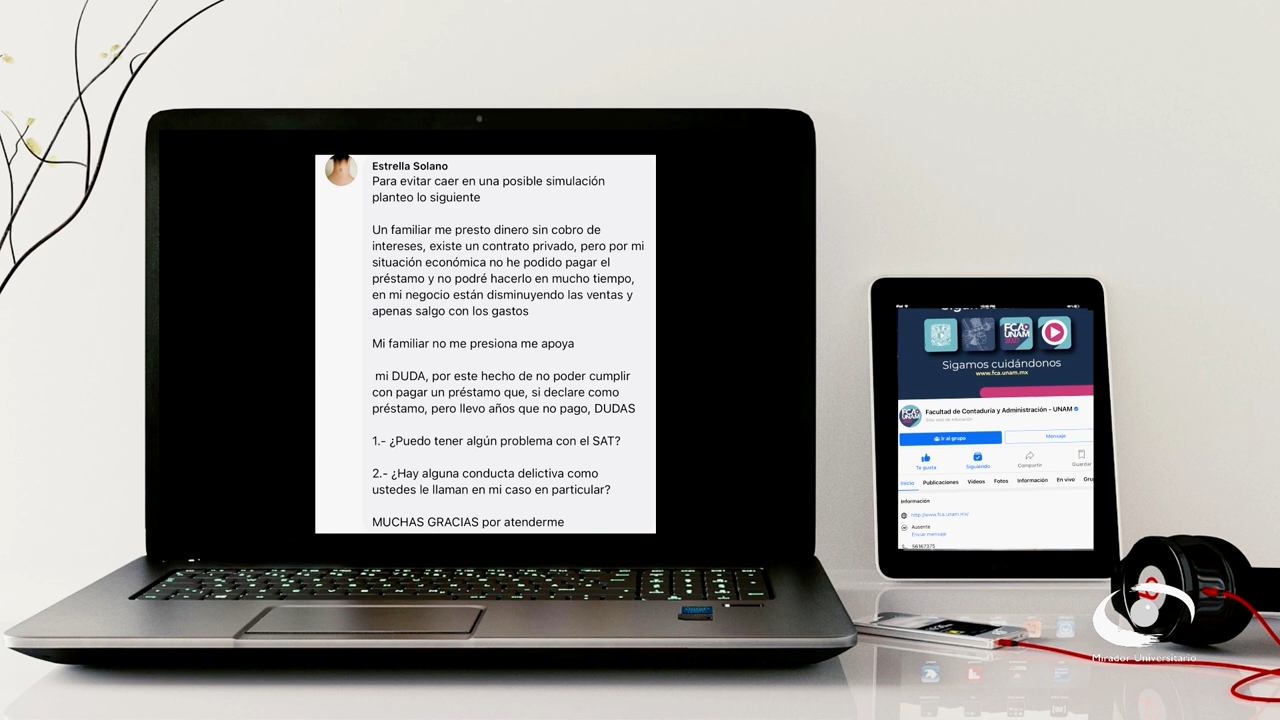 Estrella Solano
Para evitar caer en una posible simulación
planteo lo siguiente
Un familiar me presto dinero sin cobro de
intereses, existe un contrato privado, pero por mi
situación económica no he podido pagar el
préstamo y no podré hacerlo en mucho tiempo,
en mi negocio están disminuyendo las ventas y
apenas salgo con los gastos
Mi familiar no me presiona me apoya
mi DUDA, por este hecho de no poder cumplir
con pagar un préstamo que, si declare como
préstamo, pero llevo años que no pago, DUDAS
1.- ¿Puedo tener algún problema con el SAT?
2.- ¿Hay alguna conducta delictiva como
ustedes le llaman en mi caso en particular?
MUCHAS GRACIAS por atenderme
FCA
UNAM
Sigamos cuidándonos
www.fca.unam.mx
FCA
UNAM
Facultad de Contaduría y Administración - UNAM
Sitio web de educación
Ir al grupo
Mensaje
Te gusta
Siguiendo
Compartir
Guardar
Inicio Publicaciones Videos Fotos Información En vivo Gru
Información
http://www.fca.unam.mx/
Ausente
Enviar mensaje
56167375
Mirador Universitario